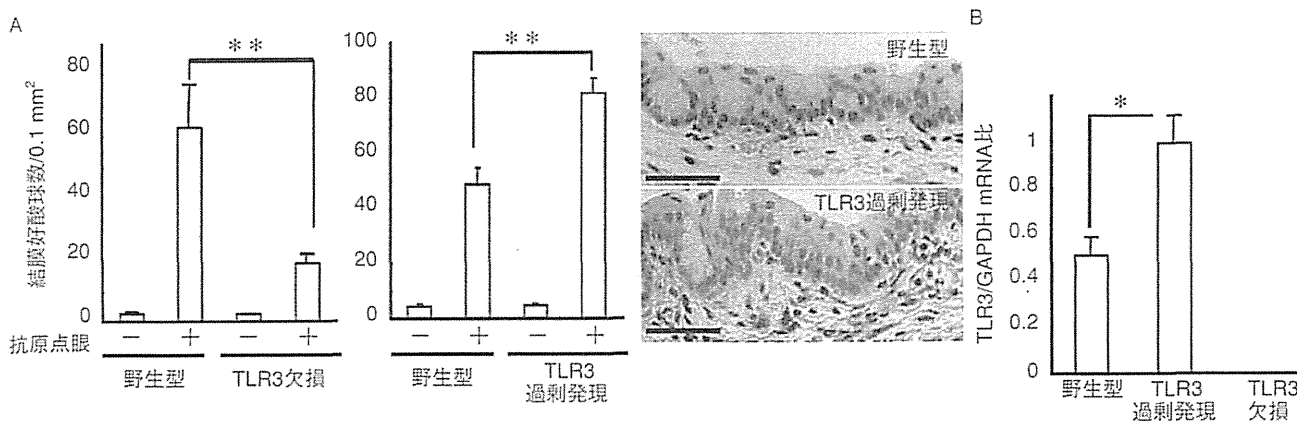 A
結膜好酸球数/0.1 mm²
80
60
40
20
0
＊＊
抗原点眼
－ ＋ － ＋
野生型 TLR3欠損
100
80
60
40
20
0
＊＊
－ ＋ － ＋
野生型 TLR3
過剰発現
野生型
TLR3過剰発現
B
TLR3/GAPDH mRNA比
1
0.8
0.6
0.4
0.2
0
＊
野生型 TLR3 TLR3
過剰発現 欠損